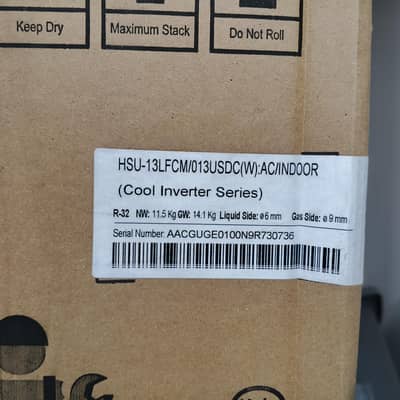 Keep Dry
Maximum Stack
Do Not Roll
HSU-13LFCM/013USDC(W):AC/INDOOR
(Cool Inverter Series)
R-32 NW: 11.5 Kg GW: 14.1 Kg Liquid Side: ø6 mm Gas Side: ø 9 mm
Serial Number: AACGUGE0100N9R730736